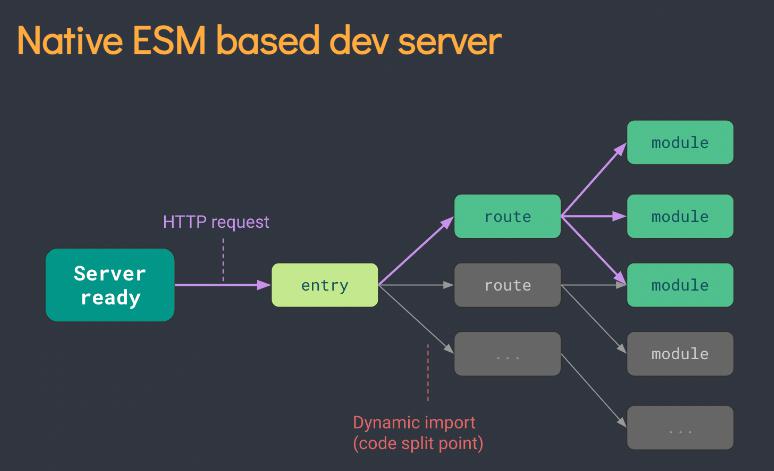 Native ESM based dev server
HTTP request
Server
ready
entry
route
route
...
module
module
module
module
...
Dynamic import
(code split point)